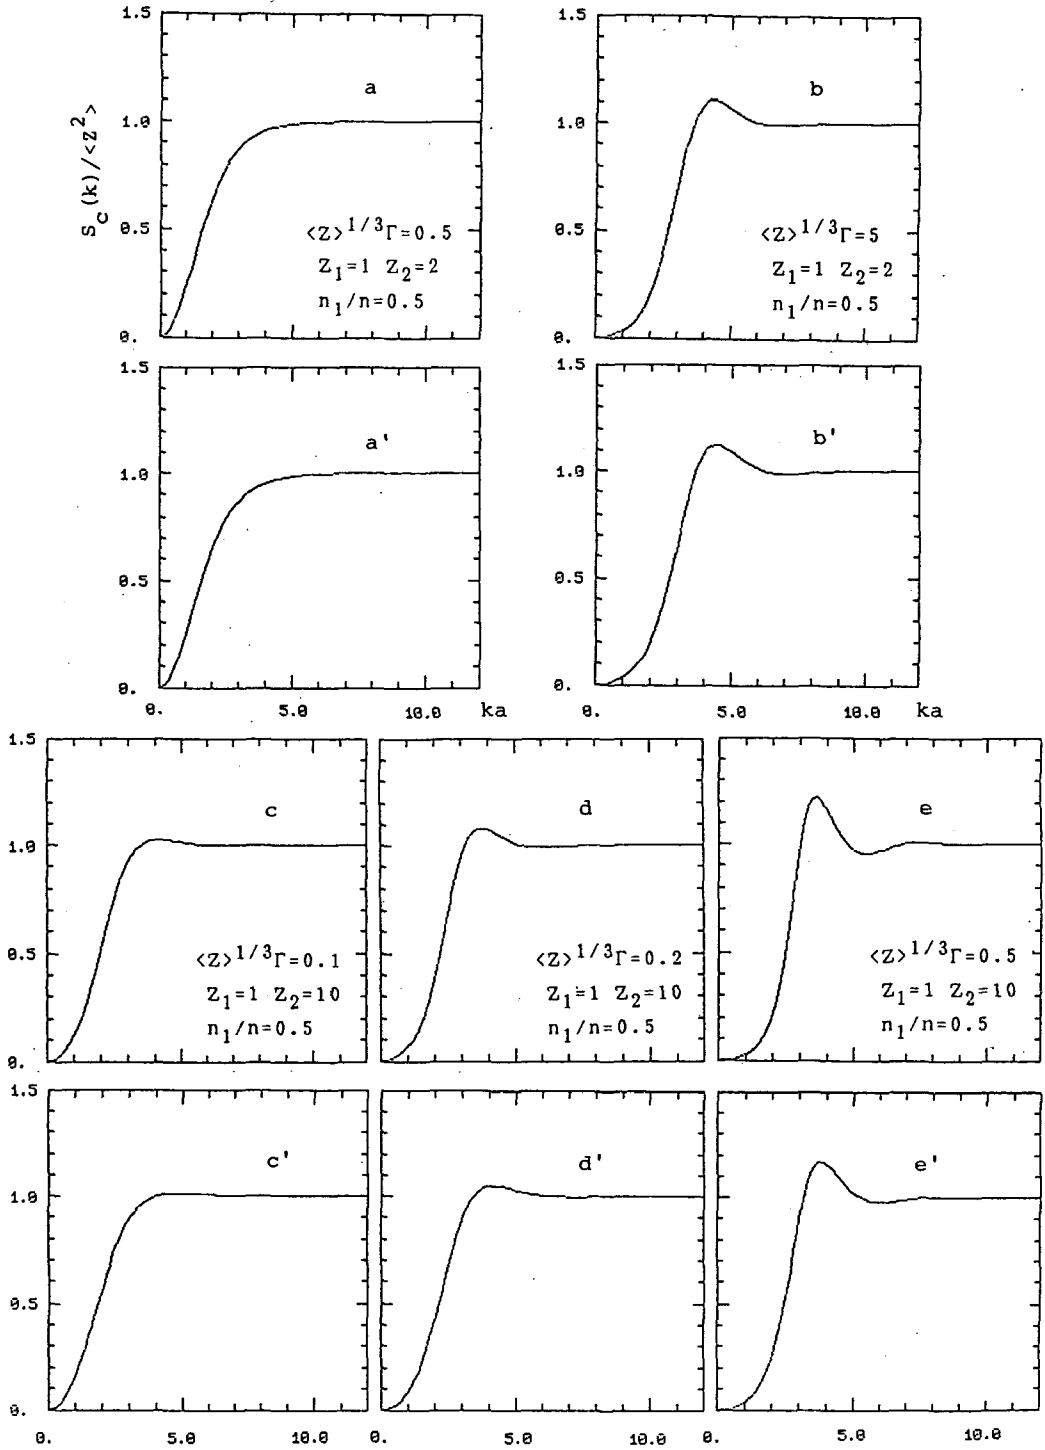 S_c(k)/<Z^2>
1.5
1.0
0.5
0.
a
<Z>^1/3Γ=0.5
Z_1=1 Z_2=2
n_1/n=0.5
1.5
1.0
0.5
0.
b
<Z>^1/3Γ=5
Z_1=1 Z_2=2
n_1/n=0.5
1.5
1.0
0.5
0.
a'
0. 5.0 10.0 ka
1.5
1.0
0.5
0.
b'
0. 5.0 10.0 ka
1.5
1.0
0.5
0.
c
<Z>^1/3Γ=0.1
Z_1=1 Z_2=10
n_1/n=0.5
d
<Z>^1/3Γ=0.2
Z_1=1 Z_2=10
n_1/n=0.5
e
<Z>^1/3Γ=0.5
Z_1=1 Z_2=10
n_1/n=0.5
1.5
1.0
0.5
0.
c'
0. 5.0 10.0
d'
0. 5.0 10.0
e'
0. 5.0 10.0